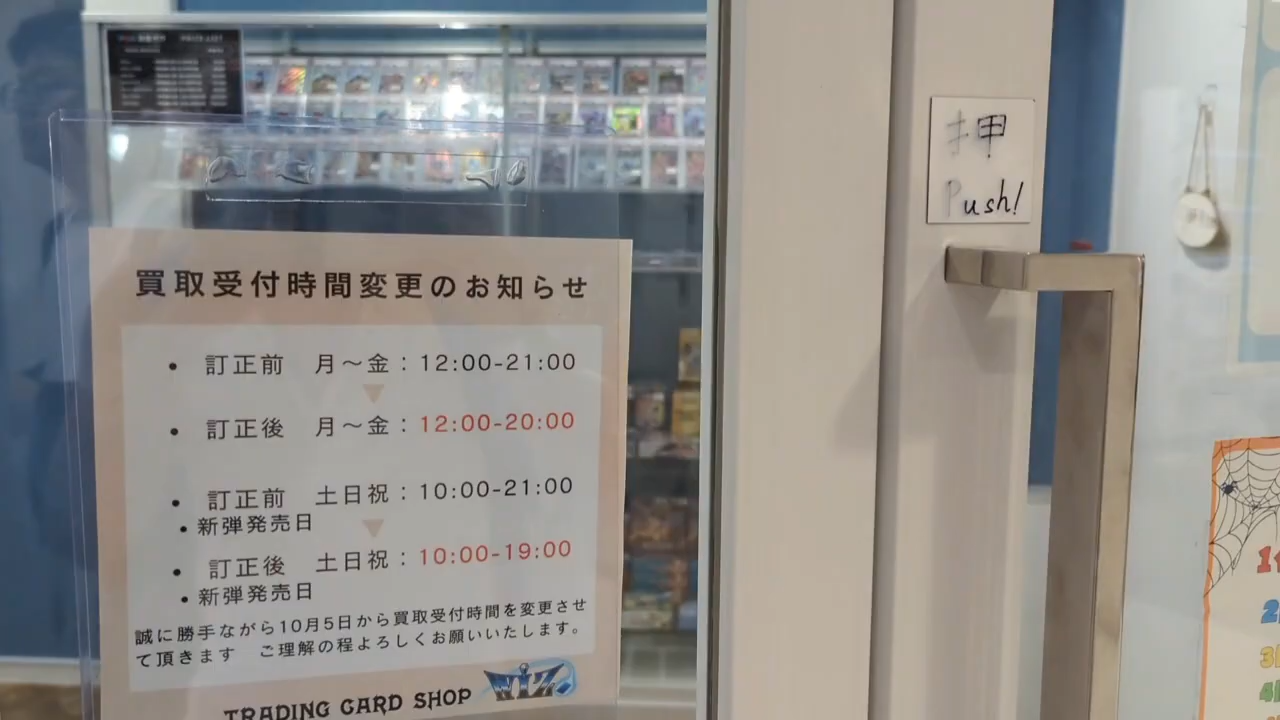 買取受付時間変更のお知らせ
• 訂正前 月～金：12:00-21:00
• 訂正後 月～金：12:00-20:00
• 訂正前 土日祝：10:00-21:00
• 新弾発売日
• 訂正後 土日祝：10:00-19:00
• 新弾発売日
誠に勝手ながら10月5日から買取受付時間を変更させ
て頂きます ご理解の程よろしくお願いいたします。
TRADING CARD SHOP WIZ
押
Push!